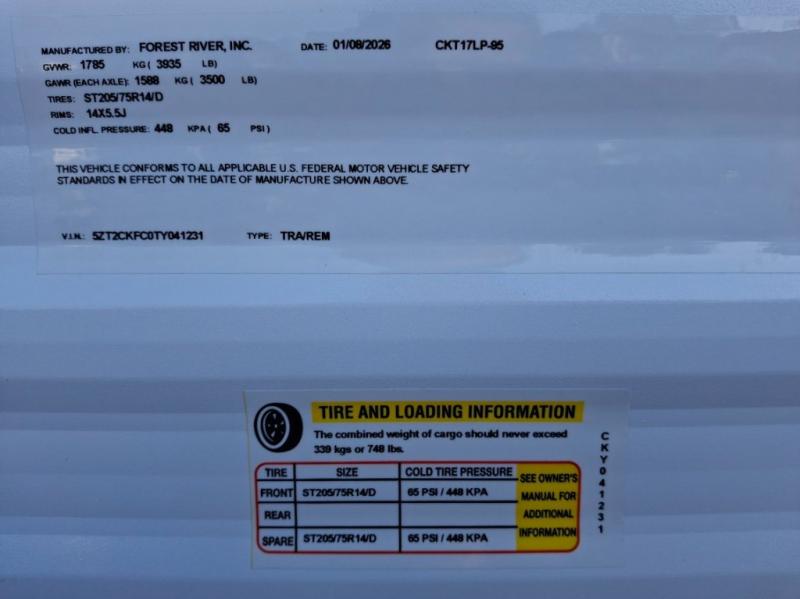 MANUFACTURED BY: FOREST RIVER, INC. DATE: 01/08/2026 CKT17LP-95
GVWR: 1785 KG ( 3935 LB)
GAWR (EACH AXLE): 1588 KG ( 3500 LB)
TIRES: ST205/75R14/D
RIMS: 14X5.5J
COLD INFL. PRESSURE: 448 KPA ( 65 PSI )
THIS VEHICLE CONFORMS TO ALL APPLICABLE U.S. FEDERAL MOTOR VEHICLE SAFETY
STANDARDS IN EFFECT ON THE DATE OF MANUFACTURE SHOWN ABOVE.
V.I.N.: 5ZT2CKFC0TY041231 TYPE: TRA/REM
TIRE AND LOADING INFORMATION
The combined weight of cargo should never exceed
339 kgs or 748 lbs.
TIRE SIZE COLD TIRE PRESSURE
FRONT ST205/75R14/D 65 PSI / 448 KPA
REAR
SPARE ST205/75R14/D 65 PSI / 448 KPA
SEE OWNER'S
MANUAL FOR
ADDITIONAL
INFORMATION
CKY041231